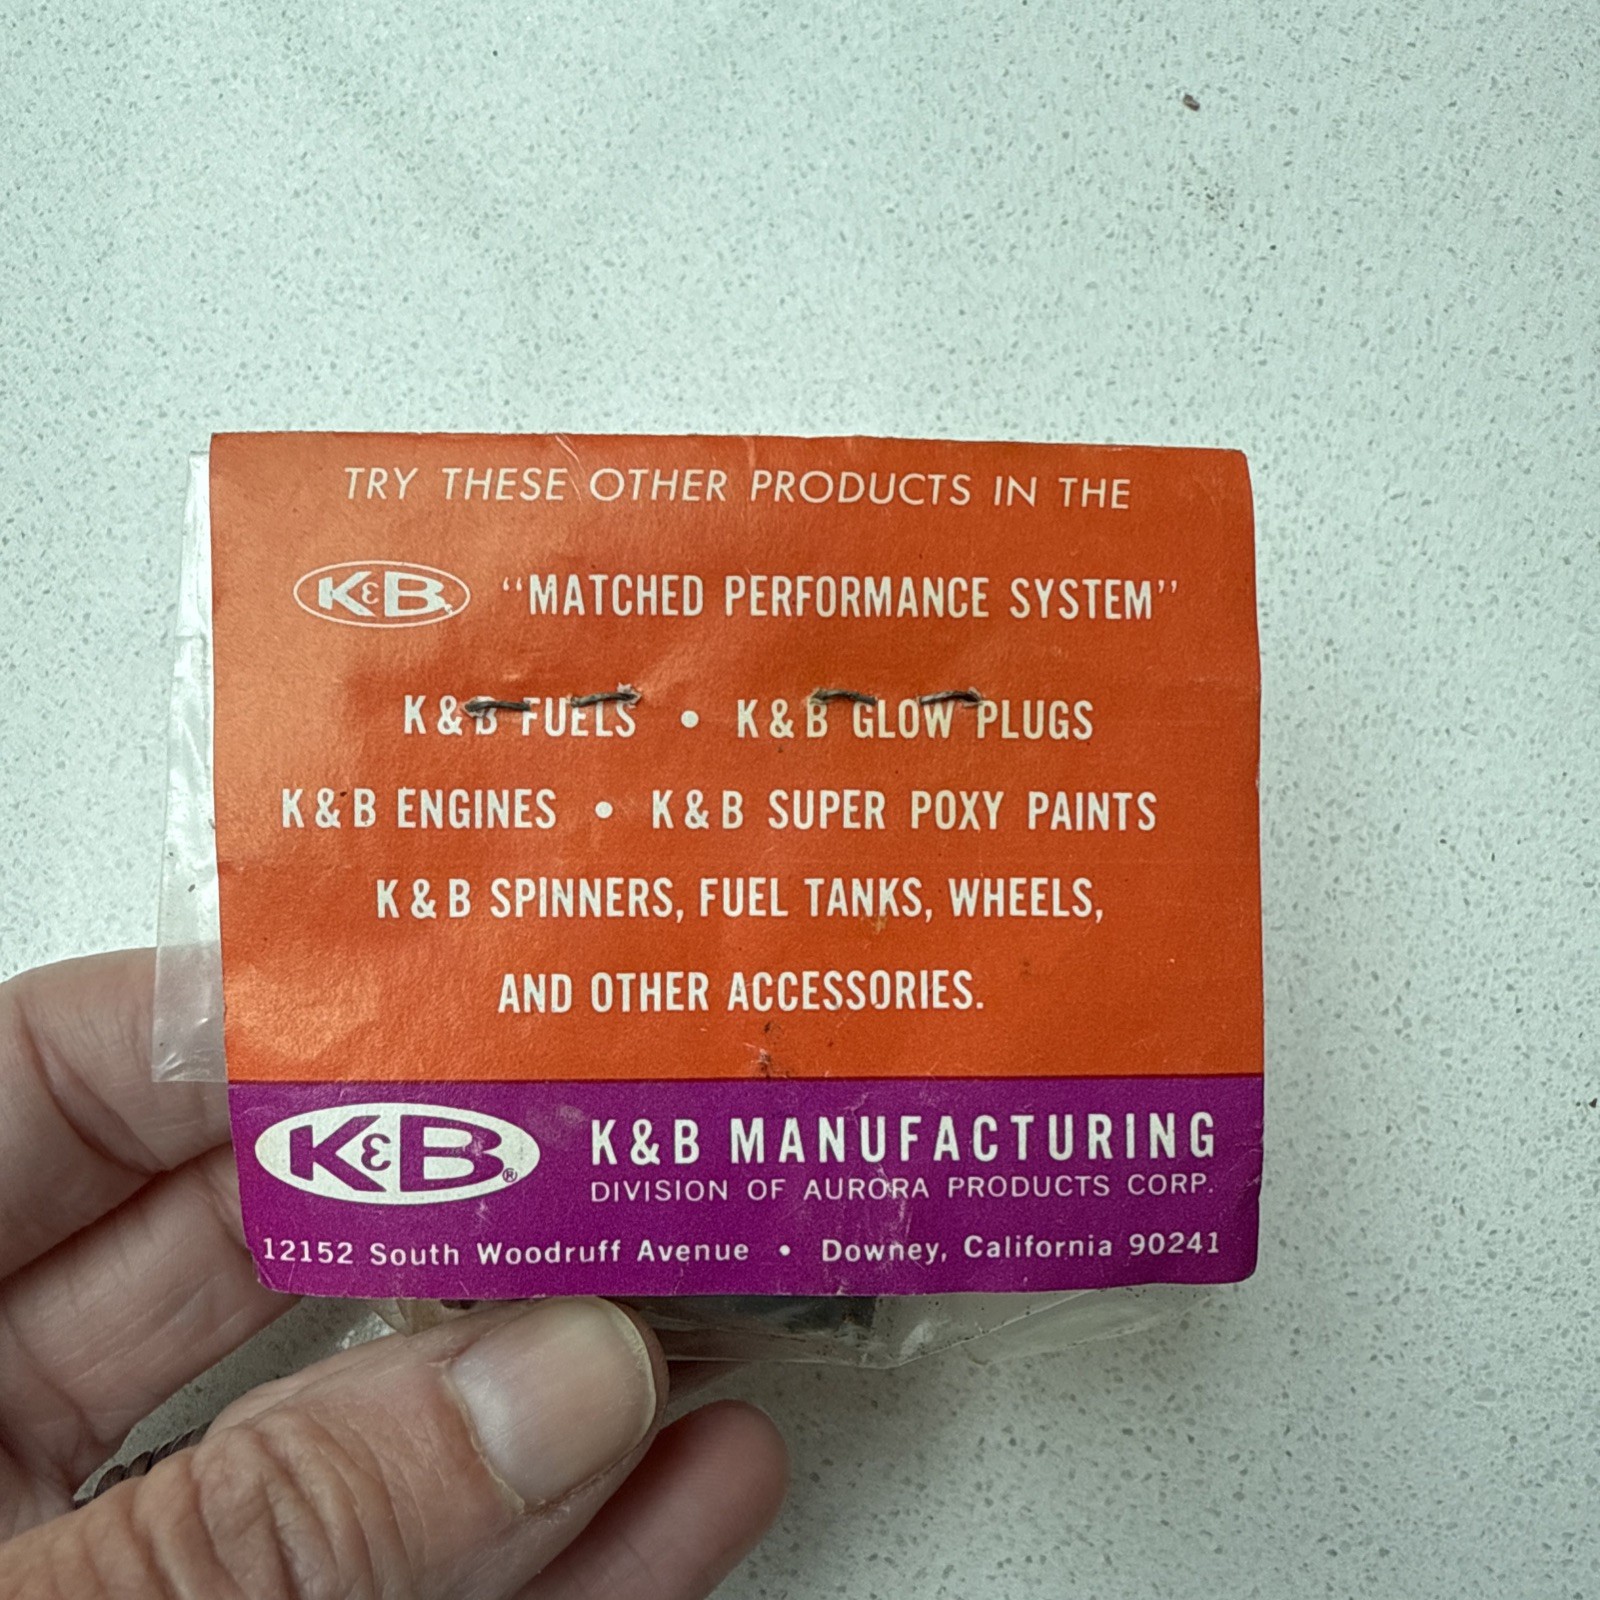 TRY THESE OTHER PRODUCTS IN THE
K&B "MATCHED PERFORMANCE SYSTEM"
K & B FUELS • K & B GLOW PLUGS
K & B ENGINES • K & B SUPER POXY PAINTS
K & B SPINNERS, FUEL TANKS, WHEELS,
AND OTHER ACCESSORIES.
K&B® K&B MANUFACTURING
DIVISION OF AURORA PRODUCTS CORP.
12152 South Woodruff Avenue • Downey, California 90241